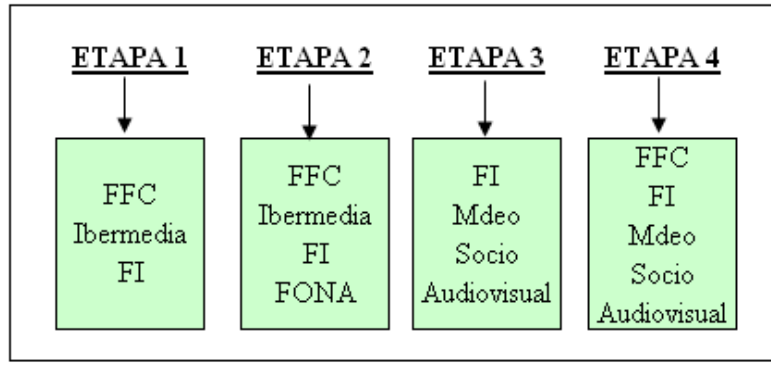 ETAPA 1
FFC
Ibermedia
FI
ETAPA 2
FFC
Ibermedia
FI
FONA
ETAPA 3
FI
Mdeo
Socio
Audiovisual
ETAPA 4
FFC
FI
Mdeo
Socio
Audiovisual